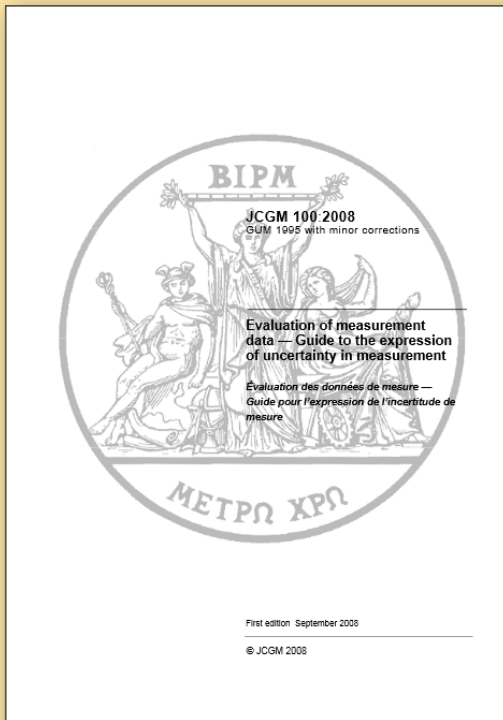 BIPM
JCGM 100:2008
GUM 1995 with minor corrections
Evaluation of measurement
data — Guide to the expression
of uncertainty in measurement
Évaluation des données de mesure —
Guide pour l'expression de l'incertitude de
mesure
ΜΕΤΡΩ ΧΡΩ
First edition September 2008
© JCGM 2008